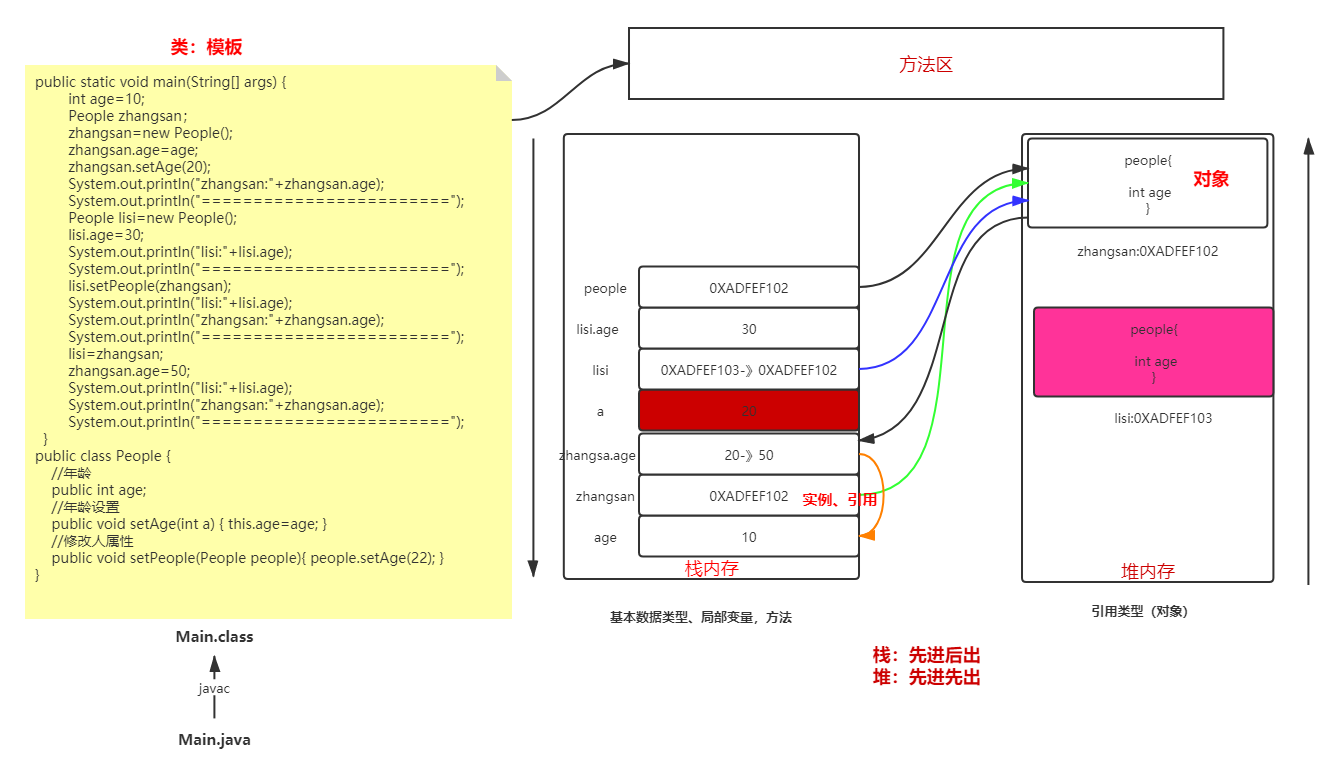 类：模板
public static void main(String[] args) {
int age=10;
People zhangsan;
zhangsan=new People();
zhangsan.age=age;
zhangsan.setAge(20);
System.out.println("zhangsan:"+zhangsan.age);
System.out.println("========================");
People lisi=new People();
lisi.age=30;
System.out.println("lisi:"+lisi.age);
System.out.println("========================");
lisi.setPeople(zhangsan);
System.out.println("lisi:"+lisi.age);
System.out.println("zhangsan:"+zhangsan.age);
System.out.println("========================");
lisi=zhangsan;
zhangsan.age=50;
System.out.println("lisi:"+lisi.age);
System.out.println("zhangsan:"+zhangsan.age);
System.out.println("========================");
}
public class People {
//年龄
public int age;
//年龄设置
public void setAge(int a) { this.age=age; }
//修改人属性
public void setPeople(People people){ people.setAge(22); }
}
Main.class
javac
Main.java
方法区
people 0XADFEF102
lisi.age 30
lisi 0XADFEF103-》0XADFEF102
a 20
zhangsa.age 20-》50
zhangsan 0XADFEF102 实例、引用
age 10
栈内存
基本数据类型、局部变量，方法
people{
int age
}
对象
zhangsan:0XADFEF102
people{
int age
}
lisi:0XADFEF103
堆内存
引用类型（对象）
栈：先进后出
堆：先进先出